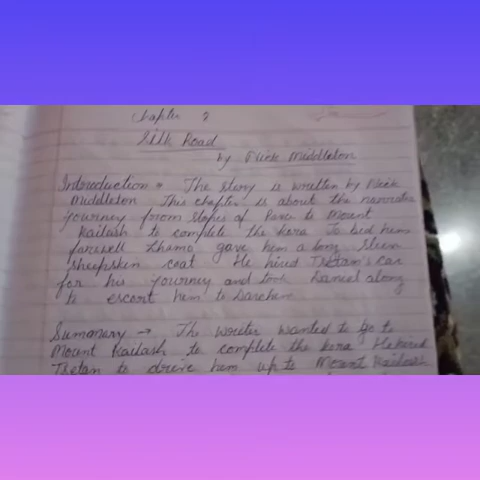 Chapter 8
Silk Road
by Nick Middleton
Introduction → The story is written by Nick
Middleton This chapter is about the narrator
journey from slopes of Ravu to Mount
Kailash to complete the kora To bid him
farewell Lhamo gave him a long sleen
sheepskin coat He hired Tsetan's car
for his journey and took Daniel along
to escort him to Darchen
Summary → The writer wanted to go to
Mount Kailash to complete the kora He hired
Tsetan to drive him up to Mount Kailash